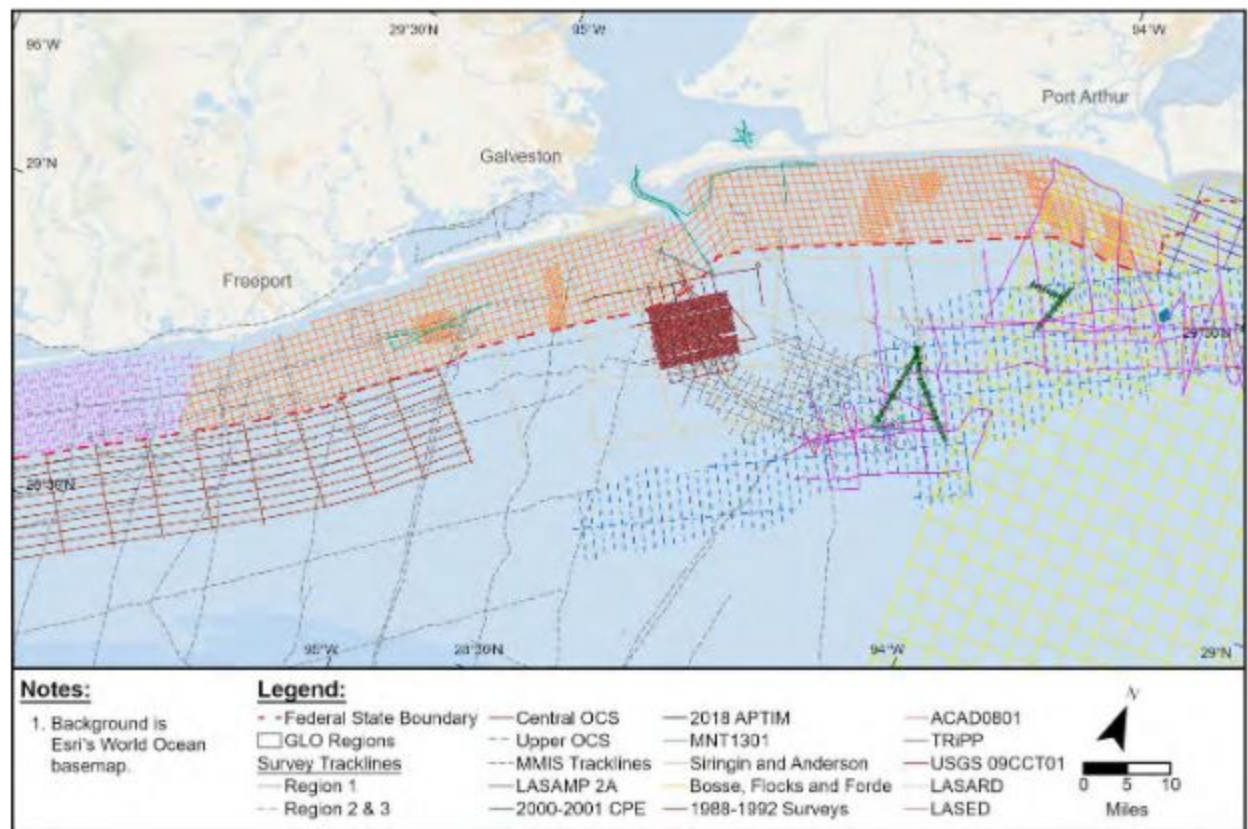 96°W
29°30'N
95°W
94°W
Port Arthur
29°N
Galveston
Freeport
29°30'N
28°30'N
95°W
28°30'N
94°W
29°N
Notes:
1. Background is
Esri's World Ocean
basemap.
Legend:
Federal State Boundary
GLO Regions
Survey Tracklines
Region 1
Region 2 & 3
Central OCS
Upper OCS
MMIS Tracklines
LASAMP 2A
2000-2001 CPE
2018 APTIM
MNT1301
Siringin and Anderson
Bosse, Flocks and Forde
1988-1992 Surveys
ACAD0801
TRiPP
USGS 09CCT01
LASARD
LASED
N
0 5 10
Miles